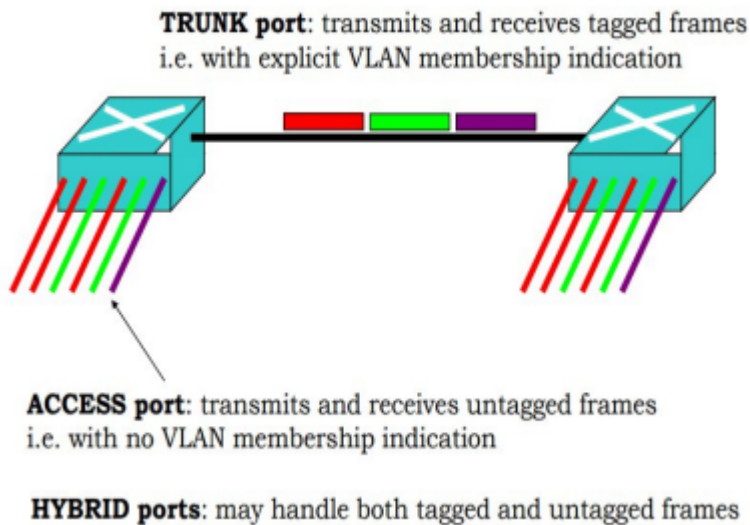 TRUNK port: transmits and receives tagged frames
i.e. with explicit VLAN membership indication
ACCESS port: transmits and receives untagged frames
i.e. with no VLAN membership indication
HYBRID ports: may handle both tagged and untagged frames